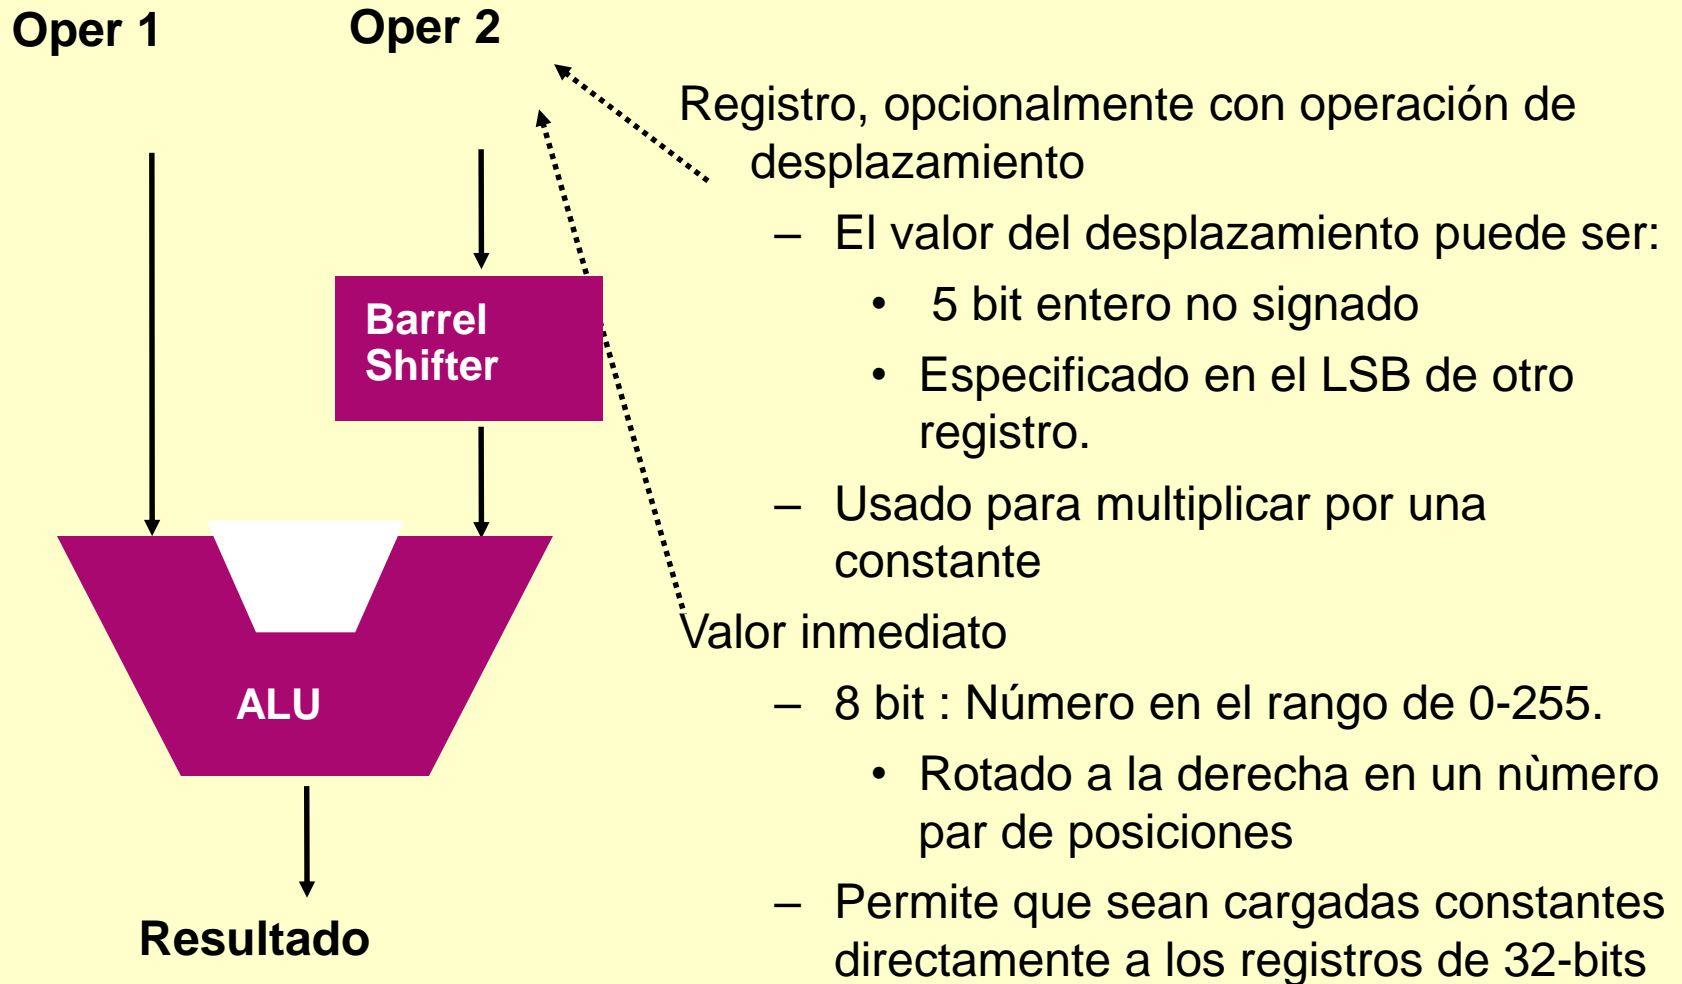 Oper 1
Oper 2
Registro, opcionalmente con operación de
desplazamiento
– El valor del desplazamiento puede ser:
• 5 bit entero no signado
• Especificado en el LSB de otro
registro.
– Usado para multiplicar por una
constante
Valor inmediato
– 8 bit : Número en el rango de 0-255.
• Rotado a la derecha en un nùmero
par de posiciones
– Permite que sean cargadas constantes
directamente a los registros de 32-bits
Barrel
Shifter
ALU
Resultado